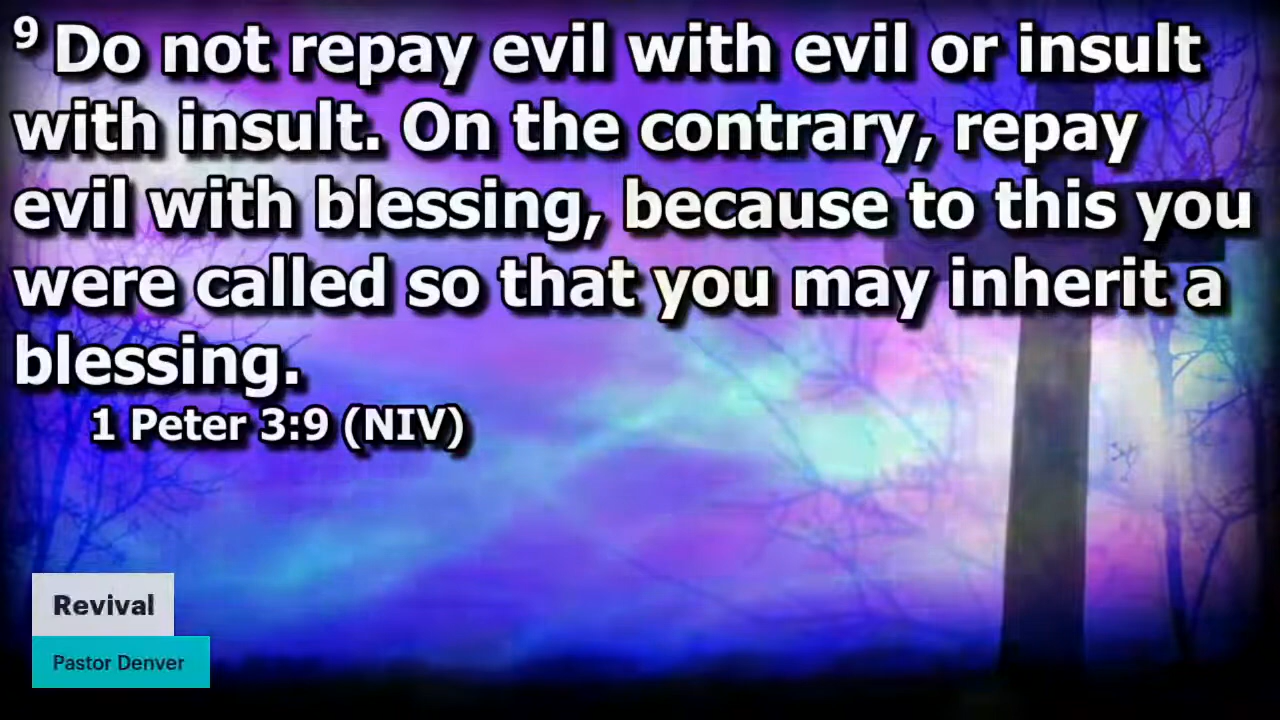 9 Do not repay evil with evil or insult
with insult. On the contrary, repay
evil with blessing, because to this you
were called so that you may inherit a
blessing.
1 Peter 3:9 (NIV)
Revival
Pastor Denver